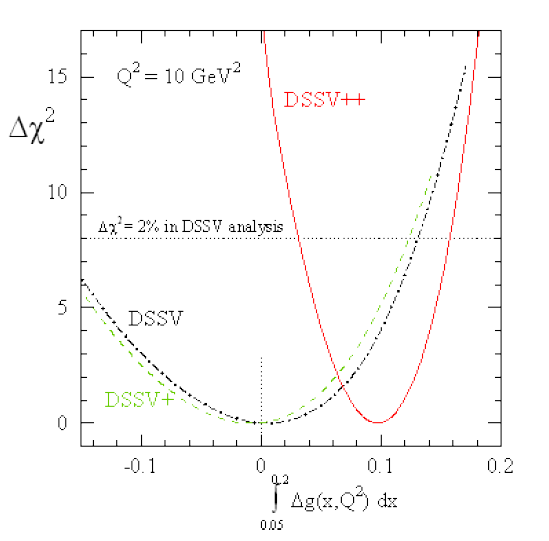 Q² = 10 GeV²
15
DSSV++
Δχ²
10
Δχ² = 2% in DSSV analysis
5
DSSV
DSSV+
0
-0.1 0 0.1 0.2
0.2
∫ Δg(x,Q²) dx
0.05